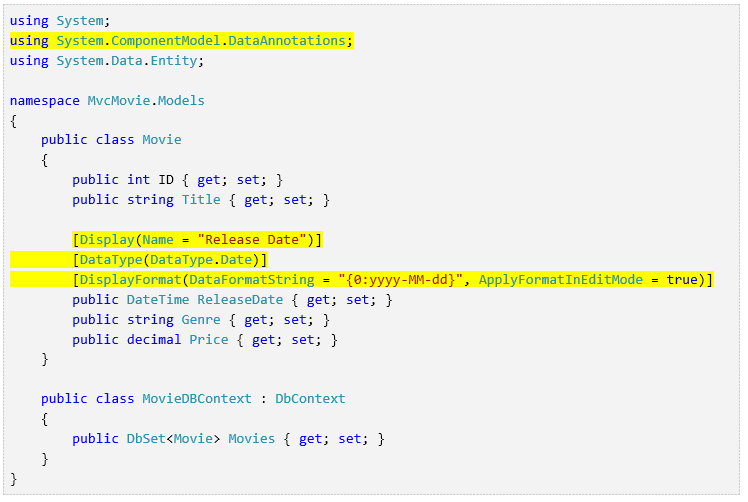 using System;
using System.ComponentModel.DataAnnotations;
using System.Data.Entity;

namespace MvcMovie.Models
{
    public class Movie
    {
        public int ID { get; set; }
        public string Title { get; set; }

        [Display(Name = "Release Date")]
        [DataType(DataType.Date)]
        [DisplayFormat(DataFormatString = "{0:yyyy-MM-dd}", ApplyFormatInEditMode = true)]
        public DateTime ReleaseDate { get; set; }
        public string Genre { get; set; }
        public decimal Price { get; set; }
    }

    public class MovieDBContext : DbContext
    {
        public DbSet<Movie> Movies { get; set; }
    }
}